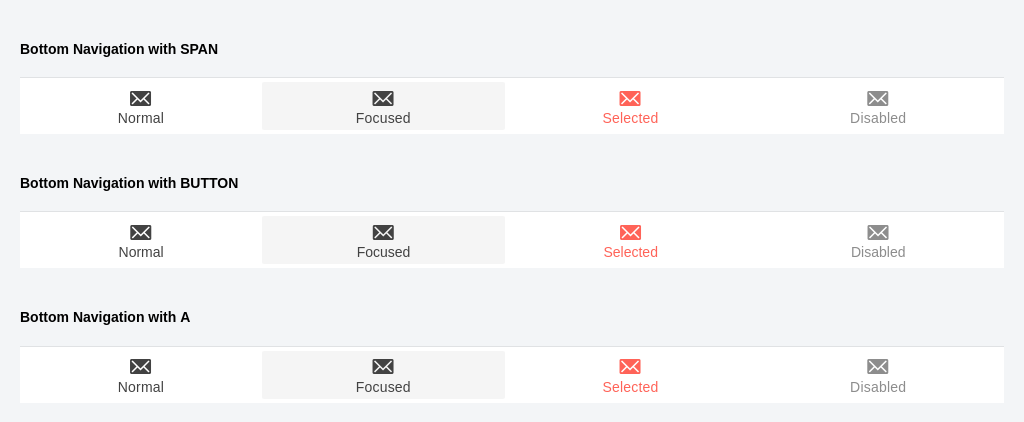 Bottom Navigation with SPAN
Normal Focused Selected Disabled
Bottom Navigation with BUTTON
Normal Focused Selected Disabled
Bottom Navigation with A
Normal Focused Selected Disabled